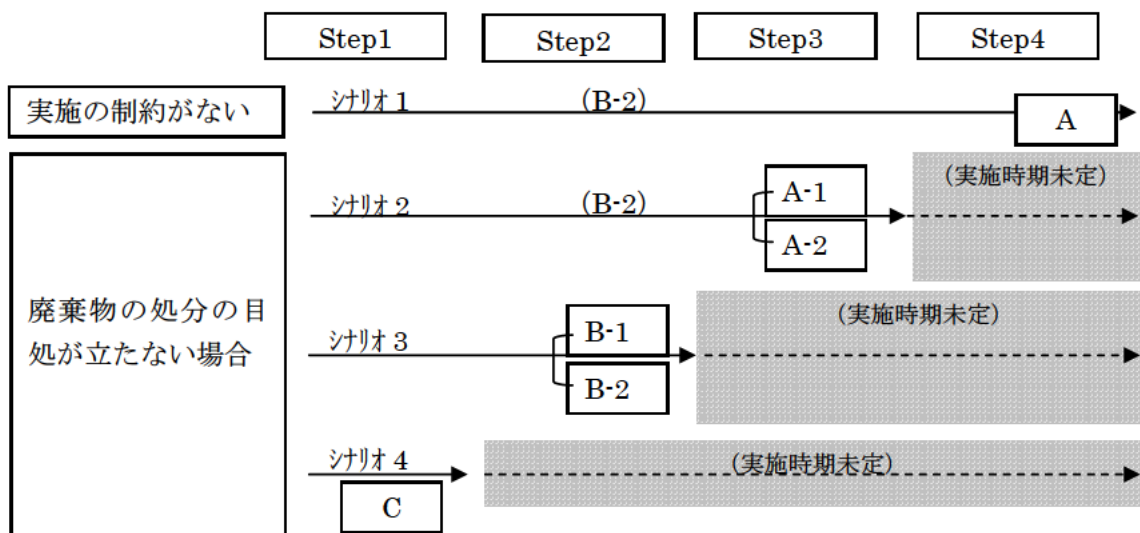 Step1
Step2
Step3
Step4
実施の制約がない
シナリオ1
(B-2)
A
廃棄物の処分の目
処が立たない場合
シナリオ2
(B-2)
A-1
A-2
(実施時期未定)
シナリオ3
B-1
B-2
(実施時期未定)
シナリオ4
C
(実施時期未定)